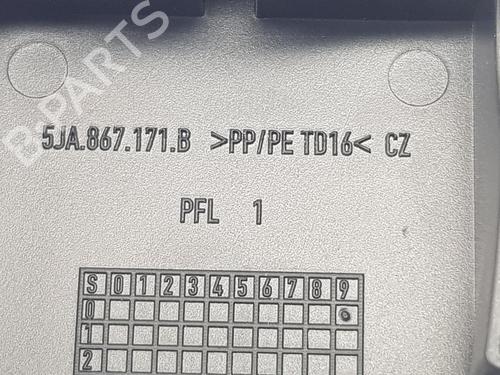 B-PARTS
5JA.867.171.B >PP/PE TD16< CZ
PFL 1
S 0 1 2 3 4 5 6 7 8 9
0
1
2